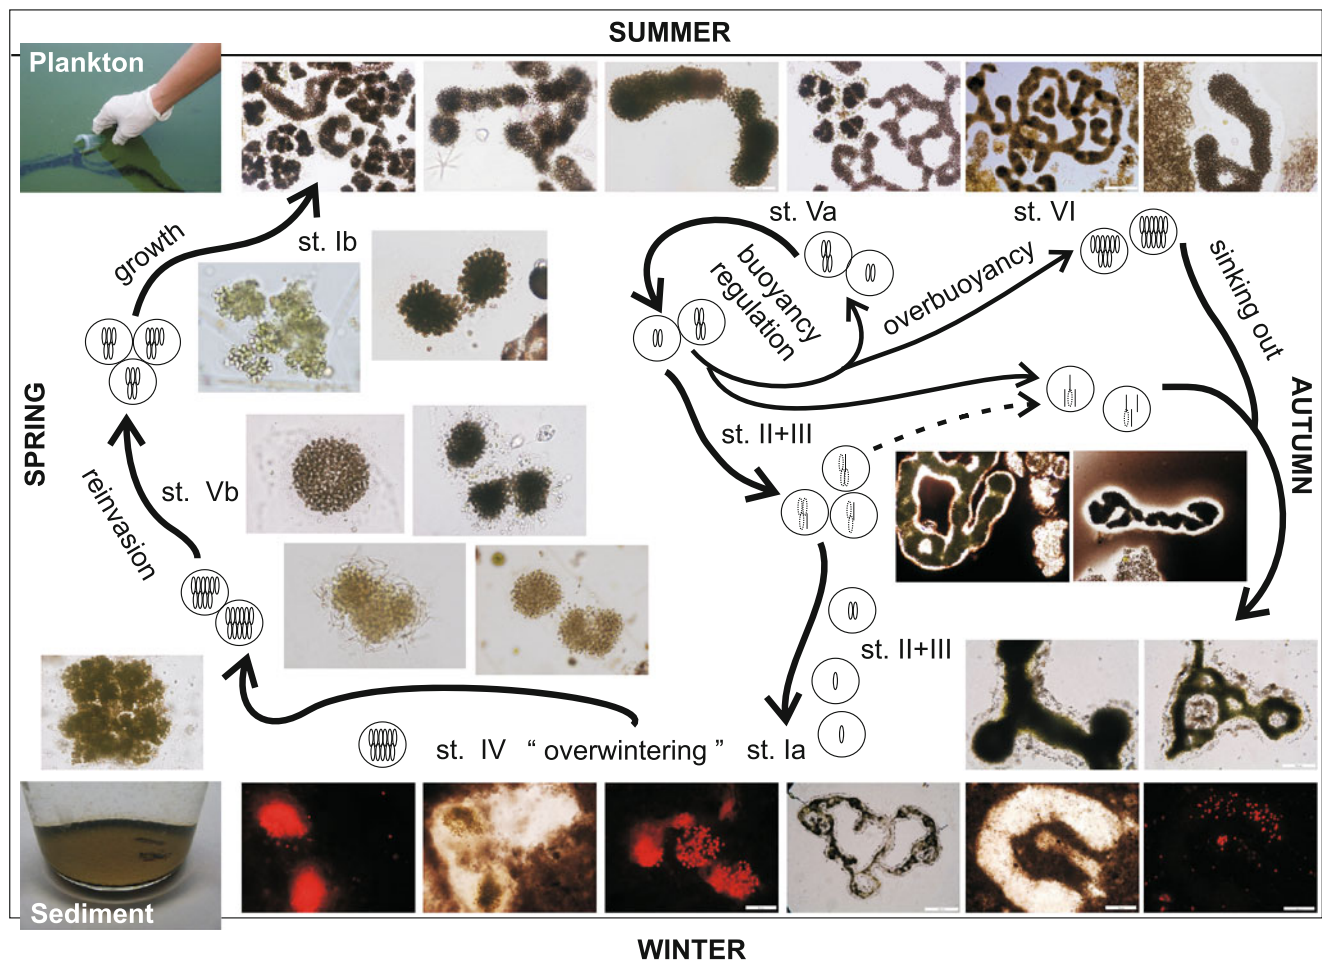 SUMMER
Plankton
st. Va
st. VI
growth
st. Ib
buoyancy
regulation
overbuoyancy
sinking out
SPRING
AUTUMN
st. II+III
reinvasion
st. Vb
st. II+III
st. IV “ overwintering ” st. Ia
Sediment
WINTER